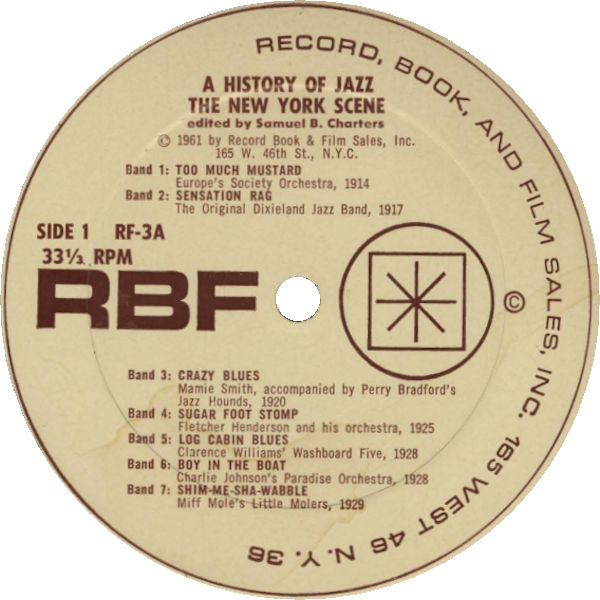 RECORD, BOOK, AND FILM SALES, INC. 165 WEST 46 N.Y. 36
A HISTORY OF JAZZ
THE NEW YORK SCENE
edited by Samuel B. Charters
© 1961 by Record Book & Film Sales, Inc.
165 W. 46th St., N.Y.C.
Band 1: TOO MUCH MUSTARD
Europe's Society Orchestra, 1914
Band 2: SENSATION RAG
The Original Dixieland Jazz Band, 1917
SIDE 1 RF-3A
33⅓ RPM
RBF
©
Band 3: CRAZY BLUES
Mamie Smith, accompanied by Perry Bradford's
Jazz Hounds, 1920
Band 4: SUGAR FOOT STOMP
Fletcher Henderson and his orchestra, 1925
Band 5: LOG CABIN BLUES
Clarence Williams' Washboard Five, 1928
Band 6: BOY IN THE BOAT
Charlie Johnson's Paradise Orchestra, 1928
Band 7: SHIM-ME-SHA-WABBLE
Miff Mole's Little Molers, 1929